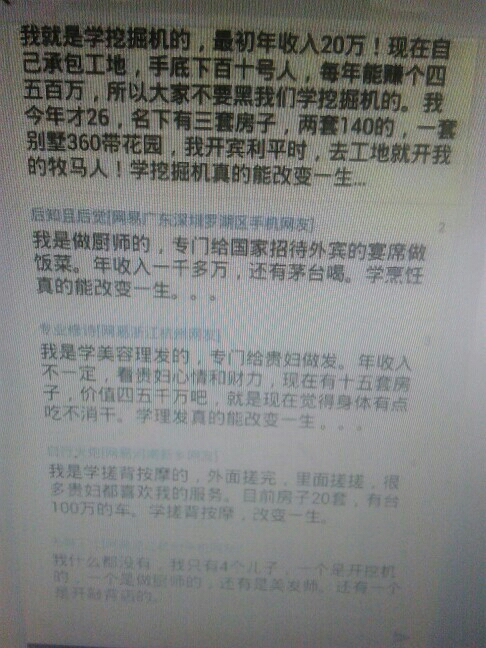 我就是学挖掘机的，最初年收入20万！现在自
己承包工地，手底下百十号人，每年能赚个四
五百万，所以大家不要黑我们学挖掘机的。我
今年才26，名下有三套房子，两套140的，一套
别墅360带花园，我开宾利平时，去工地就开我
的牧马人！学挖掘机真的能改变一生...
后知且后觉[网易广东深圳罗湖区手机网友]
2
我是做厨师的，专门给国家招待外宾的宴席做
饭菜。年收入一千多万，还有茅台喝。学烹饪
真的能改变一生。。。
专业修诗[网易浙江杭州网友]
我是学美容理发的，专门给贵妇做发。年收入
不一定，看贵妇心情和财力，现在有十五套房
子，价值四五千万吧，就是现在觉得身体有点
吃不消干。学理发真的能改变一生。。。
我是学搓背按摩的，外面搓完，里面搓搓，很
多贵妇都喜欢我的服务。目前房子20套，有台
100万的车。学搓背按摩，改变一生。
我什么都没有，我只有4个儿子，一个是开挖机
的，一个是做厨师的，还有是美发师。还有一个
是开制背店的。